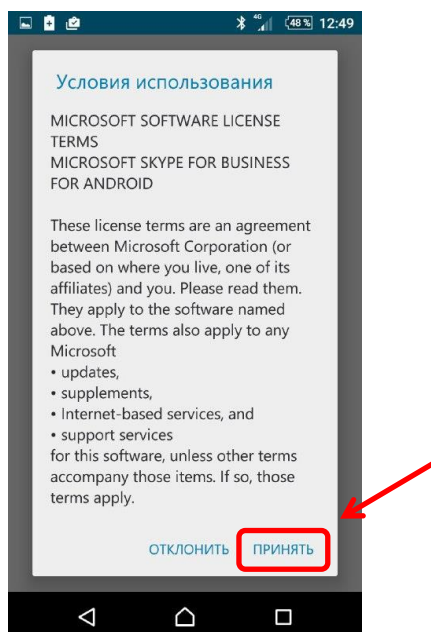 4G 48% 12:49
Условия использования
MICROSOFT SOFTWARE LICENSE
TERMS
MICROSOFT SKYPE FOR BUSINESS
FOR ANDROID
These license terms are an agreement
between Microsoft Corporation (or
based on where you live, one of its
affiliates) and you. Please read them.
They apply to the software named
above. The terms also apply to any
Microsoft
• updates,
• supplements,
• Internet-based services, and
• support services
for this software, unless other terms
accompany those items. If so, those
terms apply.
ОТКЛОНИТЬ ПРИНЯТЬ